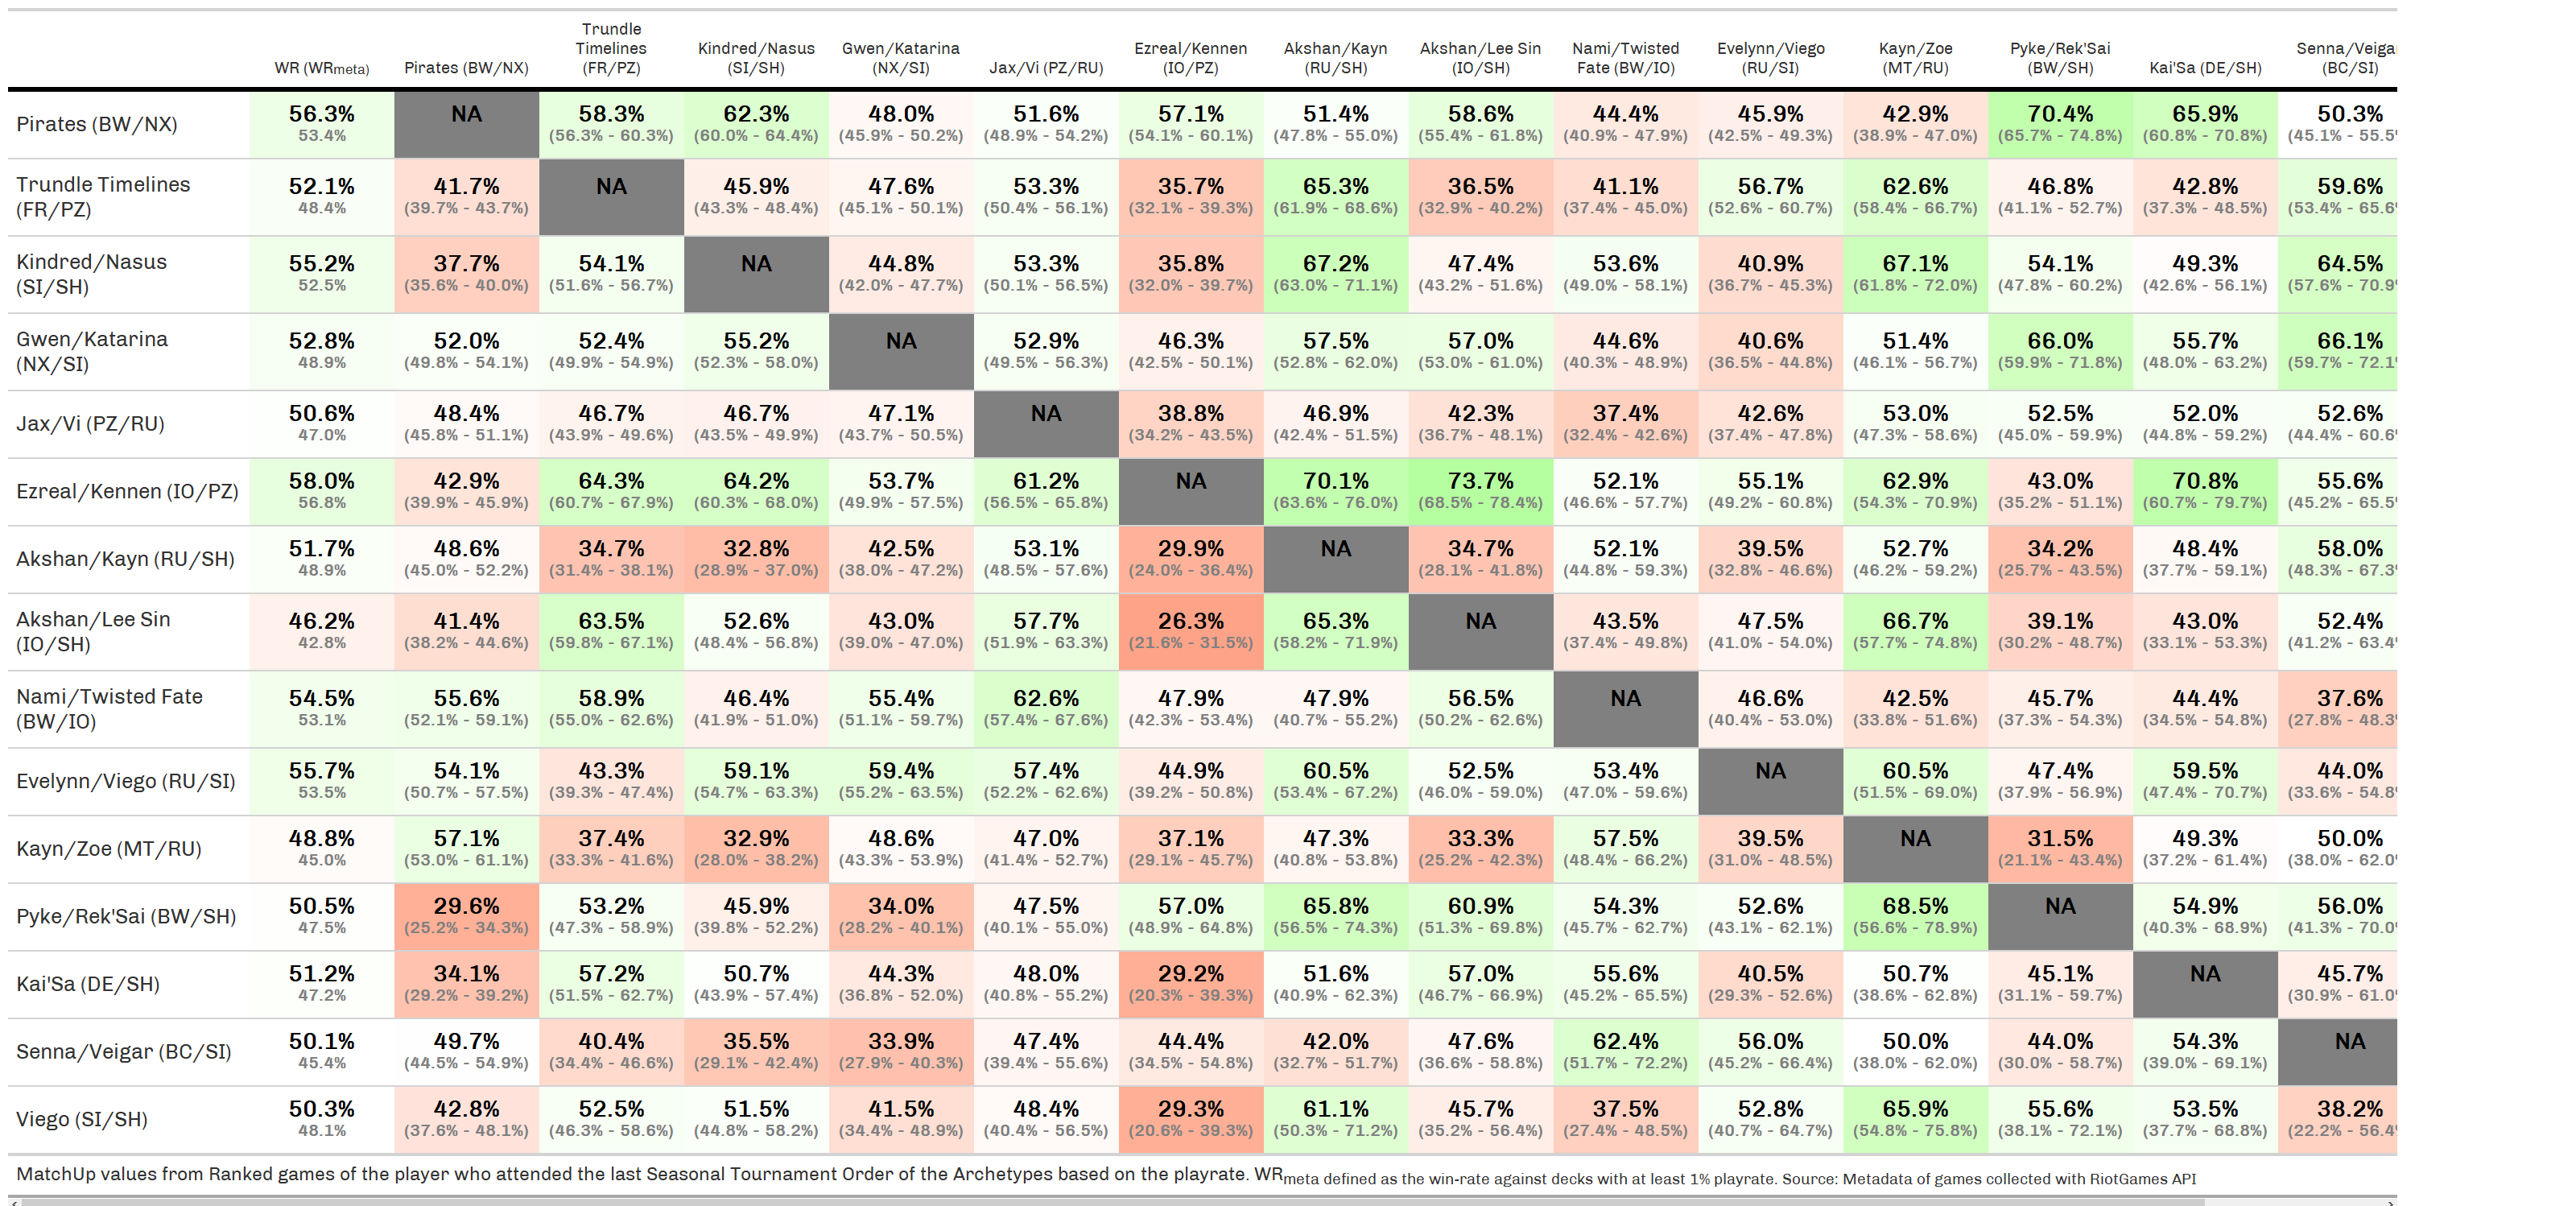 WR (WRmeta) Pirates (BW/NX) Trundle Timelines (FR/PZ) Kindred/Nasus (SI/SH) Gwen/Katarina (NX/SI) Jax/Vi (PZ/RU) Ezreal/Kennen (IO/PZ) Akshan/Kayn (RU/SH) Akshan/Lee Sin (IO/SH) Nami/Twisted Fate (BW/IO) Evelynn/Viego (RU/SI) Kayn/Zoe (MT/RU) Pyke/Rek'Sai (BW/SH) Kai'Sa (DE/SH) Senna/Veigar (BC/SI)
Pirates (BW/NX) 56.3% NA 58.3% 62.3% 48.0% 51.6% 57.1% 51.4% 58.6% 44.4% 45.9% 42.9% 70.4% 65.9% 50.3%
53.4% (56.3% - 60.3%) (60.0% - 64.4%) (45.9% - 50.2%) (48.9% - 54.2%) (54.1% - 60.1%) (47.8% - 55.0%) (55.4% - 61.8%) (40.9% - 47.9%) (42.5% - 49.3%) (38.9% - 47.0%) (65.7% - 74.8%) (60.8% - 70.8%) (45.1% - 55.5%
Trundle Timelines (FR/PZ) 52.1% 41.7% NA 45.9% 47.6% 53.3% 35.7% 65.3% 36.5% 41.1% 56.7% 62.6% 46.8% 42.8% 59.6%
48.4% (39.7% - 43.7%) (43.3% - 48.4%) (45.1% - 50.1%) (50.4% - 56.1%) (32.1% - 39.3%) (61.9% - 68.6%) (32.9% - 40.2%) (37.4% - 45.0%) (52.6% - 60.7%) (58.4% - 66.7%) (41.1% - 52.7%) (37.3% - 48.5%) (53.4% - 65.6%
Kindred/Nasus (SI/SH) 55.2% 37.7% 54.1% NA 44.8% 53.3% 35.8% 67.2% 47.4% 53.6% 40.9% 67.1% 54.1% 49.3% 64.5%
52.5% (35.6% - 40.0%) (51.6% - 56.7%) (42.0% - 47.7%) (50.1% - 56.5%) (32.0% - 39.7%) (63.0% - 71.1%) (43.2% - 51.6%) (49.0% - 58.1%) (36.7% - 45.3%) (61.8% - 72.0%) (47.8% - 60.2%) (42.6% - 56.1%) (57.6% - 70.9%
Gwen/Katarina (NX/SI) 52.8% 52.0% 52.4% 55.2% NA 52.9% 46.3% 57.5% 57.0% 44.6% 40.6% 51.4% 66.0% 55.7% 66.1%
48.9% (49.8% - 54.1%) (49.9% - 54.9%) (52.3% - 58.0%) (49.5% - 56.3%) (42.5% - 50.1%) (52.8% - 62.0%) (53.0% - 61.0%) (40.3% - 48.9%) (36.5% - 44.8%) (46.1% - 56.7%) (59.9% - 71.8%) (48.0% - 63.2%) (59.7% - 72.1%
Jax/Vi (PZ/RU) 50.6% 48.4% 46.7% 46.7% 47.1% NA 38.8% 46.9% 42.3% 37.4% 42.6% 53.0% 52.5% 52.0% 52.6%
47.0% (45.8% - 51.1%) (43.9% - 49.6%) (43.5% - 49.9%) (43.7% - 50.5%) (34.2% - 43.5%) (42.4% - 51.5%) (36.7% - 48.1%) (32.4% - 42.6%) (37.4% - 47.8%) (47.3% - 58.6%) (45.0% - 59.9%) (44.8% - 59.2%) (44.4% - 60.6%
Ezreal/Kennen (IO/PZ) 58.0% 42.9% 64.3% 64.2% 53.7% 61.2% NA 70.1% 73.7% 52.1% 55.1% 62.9% 43.0% 70.8% 55.6%
56.8% (39.9% - 45.9%) (60.7% - 67.9%) (60.3% - 68.0%) (49.9% - 57.5%) (56.5% - 65.8%) (63.6% - 76.0%) (68.5% - 78.4%) (46.6% - 57.7%) (49.2% - 60.8%) (54.3% - 70.9%) (35.2% - 51.1%) (60.7% - 79.7%) (45.2% - 65.5%
Akshan/Kayn (RU/SH) 51.7% 48.6% 34.7% 32.8% 42.5% 53.1% 29.9% NA 34.7% 52.1% 39.5% 52.7% 34.2% 48.4% 58.0%
48.9% (45.0% - 52.2%) (31.4% - 38.1%) (28.9% - 37.0%) (38.0% - 47.2%) (48.5% - 57.6%) (24.0% - 36.4%) (28.1% - 41.8%) (44.8% - 59.3%) (32.8% - 46.6%) (46.2% - 59.2%) (25.7% - 43.5%) (37.7% - 59.1%) (48.3% - 67.3%
Akshan/Lee Sin (IO/SH) 46.2% 41.4% 63.5% 52.6% 43.0% 57.7% 26.3% 65.3% NA 43.5% 47.5% 66.7% 39.1% 43.0% 52.4%
42.8% (38.2% - 44.6%) (59.8% - 67.1%) (48.4% - 56.8%) (39.0% - 47.0%) (51.9% - 63.3%) (21.6% - 31.5%) (58.2% - 71.9%) (37.4% - 49.8%) (41.0% - 54.0%) (57.7% - 74.8%) (30.2% - 48.7%) (33.1% - 53.3%) (41.2% - 63.4%
Nami/Twisted Fate (BW/IO) 54.5% 55.6% 58.9% 46.4% 55.4% 62.6% 47.9% 47.9% 56.5% NA 46.6% 42.5% 45.7% 44.4% 37.6%
53.1% (52.1% - 59.1%) (55.0% - 62.6%) (41.9% - 51.0%) (51.1% - 59.7%) (57.4% - 67.6%) (42.3% - 53.4%) (40.7% - 55.2%) (50.2% - 62.6%) (40.4% - 53.0%) (33.8% - 51.6%) (37.3% - 54.3%) (34.5% - 54.8%) (27.8% - 48.3%
Evelynn/Viego (RU/SI) 55.7% 54.1% 43.3% 59.1% 59.4% 57.4% 44.9% 60.5% 52.5% 53.4% NA 60.5% 47.4% 59.5% 44.0%
53.5% (50.7% - 57.5%) (39.3% - 47.4%) (54.7% - 63.3%) (55.2% - 63.5%) (52.2% - 62.6%) (39.2% - 50.8%) (53.4% - 67.2%) (46.0% - 59.0%) (47.0% - 59.6%) (51.5% - 69.0%) (37.9% - 56.9%) (47.4% - 70.7%) (33.6% - 54.8%
Kayn/Zoe (MT/RU) 48.8% 57.1% 37.4% 32.9% 48.6% 47.0% 37.1% 47.3% 33.3% 57.5% 39.5% NA 31.5% 49.3% 50.0%
45.0% (53.0% - 61.1%) (33.3% - 41.6%) (28.0% - 38.2%) (43.3% - 53.9%) (41.4% - 52.7%) (29.1% - 45.7%) (40.8% - 53.8%) (25.2% - 42.3%) (48.4% - 66.2%) (31.0% - 48.5%) (21.1% - 43.4%) (37.2% - 61.4%) (38.0% - 62.0%
Pyke/Rek'Sai (BW/SH) 50.5% 29.6% 53.2% 45.9% 34.0% 47.5% 57.0% 65.8% 60.9% 54.3% 52.6% 68.5% NA 54.9% 56.0%
47.5% (25.2% - 34.3%) (47.3% - 58.9%) (39.8% - 52.2%) (28.2% - 40.1%) (40.1% - 55.0%) (48.9% - 64.8%) (56.5% - 74.3%) (51.3% - 69.8%) (45.7% - 62.7%) (43.1% - 62.1%) (56.6% - 78.9%) (40.3% - 68.9%) (41.3% - 70.0%
Kai'Sa (DE/SH) 51.2% 34.1% 57.2% 50.7% 44.3% 48.0% 29.2% 51.6% 57.0% 55.6% 40.5% 50.7% 45.1% NA 45.7%
47.2% (29.2% - 39.2%) (51.5% - 62.7%) (43.9% - 57.4%) (36.8% - 52.0%) (40.8% - 55.2%) (20.3% - 39.3%) (40.9% - 62.3%) (46.7% - 66.9%) (45.2% - 65.5%) (29.3% - 52.6%) (38.6% - 62.8%) (31.1% - 59.7%) (30.9% - 61.0%
Senna/Veigar (BC/SI) 50.1% 49.7% 40.4% 35.5% 33.9% 47.4% 44.4% 42.0% 47.6% 62.4% 56.0% 50.0% 44.0% 54.3% NA
45.4% (44.5% - 54.9%) (34.4% - 46.6%) (29.1% - 42.4%) (27.9% - 40.3%) (39.4% - 55.6%) (34.5% - 54.8%) (32.7% - 51.7%) (36.6% - 58.8%) (51.7% - 72.2%) (45.2% - 66.4%) (38.0% - 62.0%) (30.0% - 58.7%) (39.0% - 69.1%)
Viego (SI/SH) 50.3% 42.8% 52.5% 51.5% 41.5% 48.4% 29.3% 61.1% 45.7% 37.5% 52.8% 65.9% 55.6% 53.5% 38.2%
48.1% (37.6% - 48.1%) (46.3% - 58.6%) (44.8% - 58.2%) (34.4% - 48.9%) (40.4% - 56.5%) (20.6% - 39.3%) (50.3% - 71.2%) (35.2% - 56.4%) (27.4% - 48.5%) (40.7% - 64.7%) (54.8% - 75.8%) (38.1% - 72.1%) (37.7% - 68.8%) (22.2% - 56.4%
MatchUp values from Ranked games of the player who attended the last Seasonal Tournament Order of the Archetypes based on the playrate. WRmeta defined as the win-rate against decks with at least 1% playrate. Source: Metadata of games collected with RiotGames API